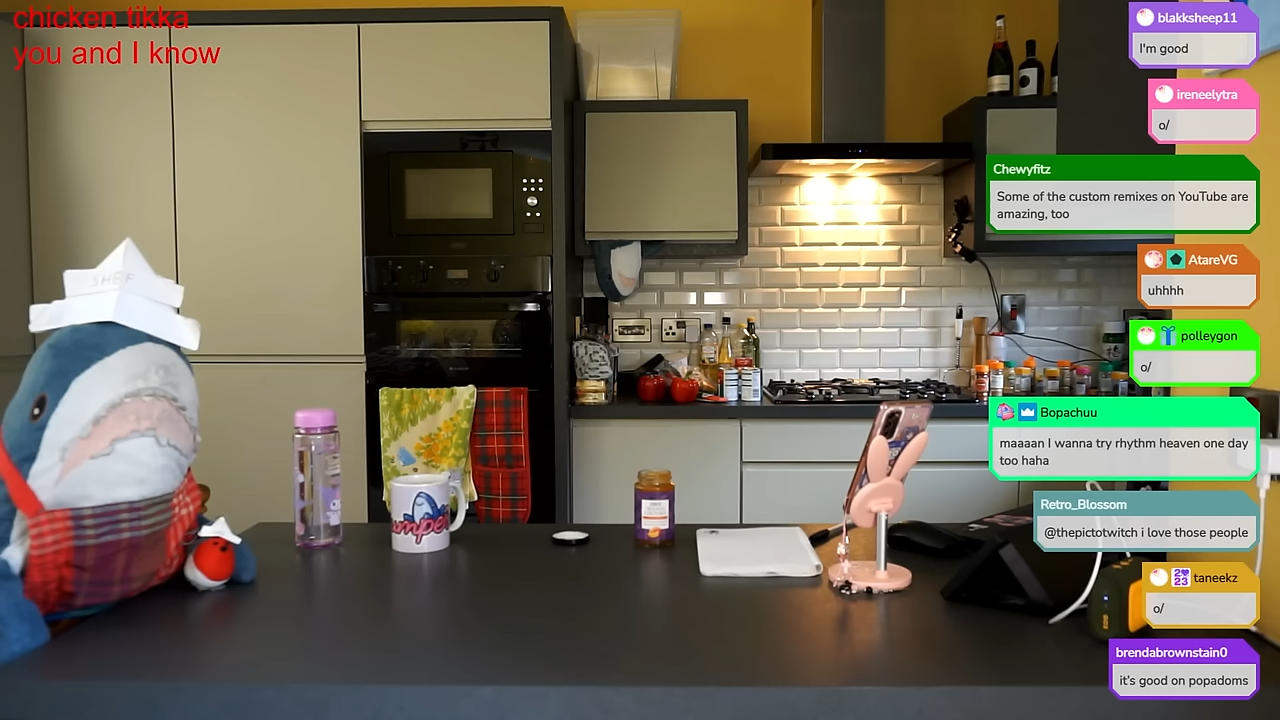 chicken tikka
you and I know
SHEF
umpe
blakksheep11
I'm good
ireneelytra
o/
Chewyfitz
Some of the custom remixes on YouTube are
amazing, too
AtareVG
uhhhh
polleygon
o/
Bopachuu
maaaan I wanna try rhythm heaven one day
too haha
Retro_Blossom
@thepictotwitch i love those people
taneekz
o/
brendabrownstain0
it's good on popadoms